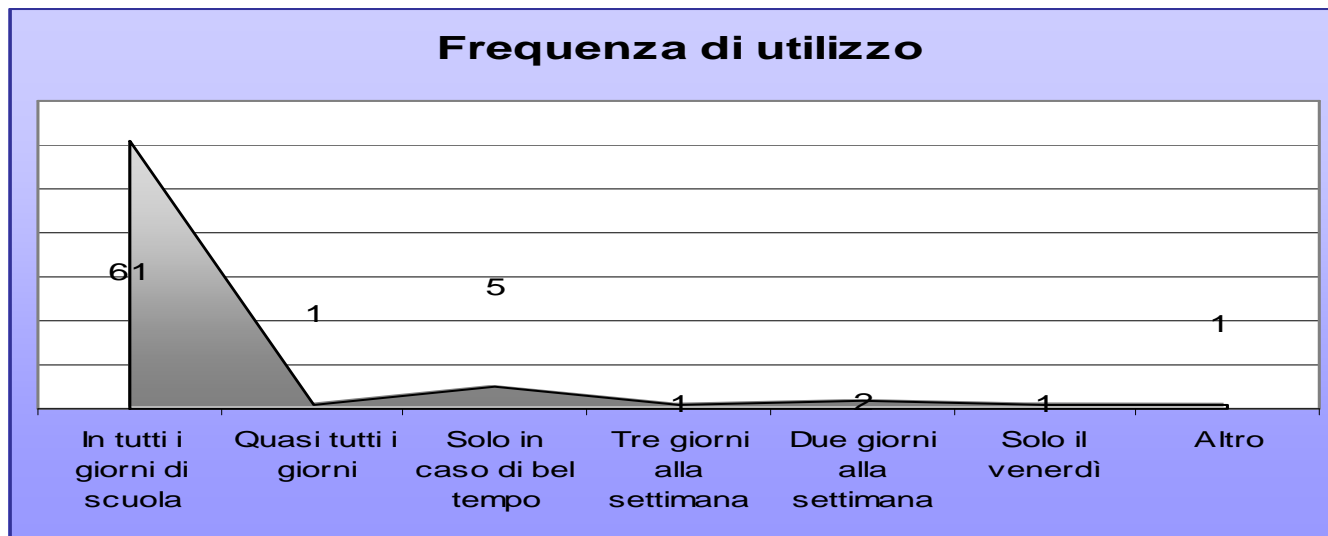 Frequenza di utilizzo
61
1
5
1
2
1
1
In tutti i
giorni di
scuola
Quasi tutti i
giorni
Solo in
caso di bel
tempo
Tre giorni
alla
settimana
Due giorni
alla
settimana
Solo il
venerdì
Altro